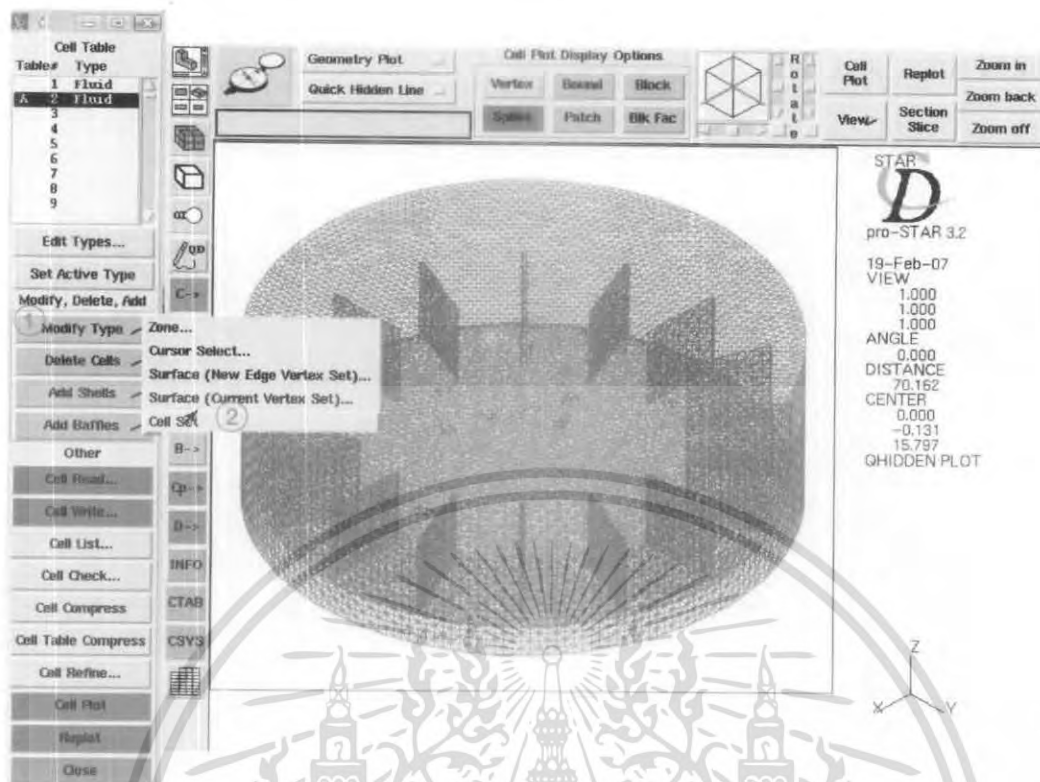 Cell Table
Table# Type
1 Fluid
A 2 Fluid
3
4
5
6
7
8
9
Edit Types...
Set Active Type
Modify, Delete, Add
1
Modify Type
Delete Cells
Add Shells
Add Baffles
Other
Cell Read...
Cell Write...
Cell List...
Cell Check...
Cell Compress
Cell Table Compress
Cell Refine...
Cell Plot
Replot
Close
Zone...
Cursor Select...
Surface (New Edge Vertex Set)...
Surface (Current Vertex Set)...
Cell Set
2
C->
B->
Cp->
D->
INFO
CTAB
CSYS
Geometry Plot
Quick Hidden Line
Cell Plot Display Options
Vertex Bound Block
Spline Patch Blk Fac
Rotate
Cell Plot
Replot
Zoom in
Zoom back
View
Section Slice
Zoom off
STAR
CD
pro-STAR 3.2
19-Feb-07
VIEW
1.000
1.000
1.000
ANGLE
0.000
DISTANCE
70.162
CENTER
0.000
-0.131
15.797
QHIDDEN PLOT
Z
X Y